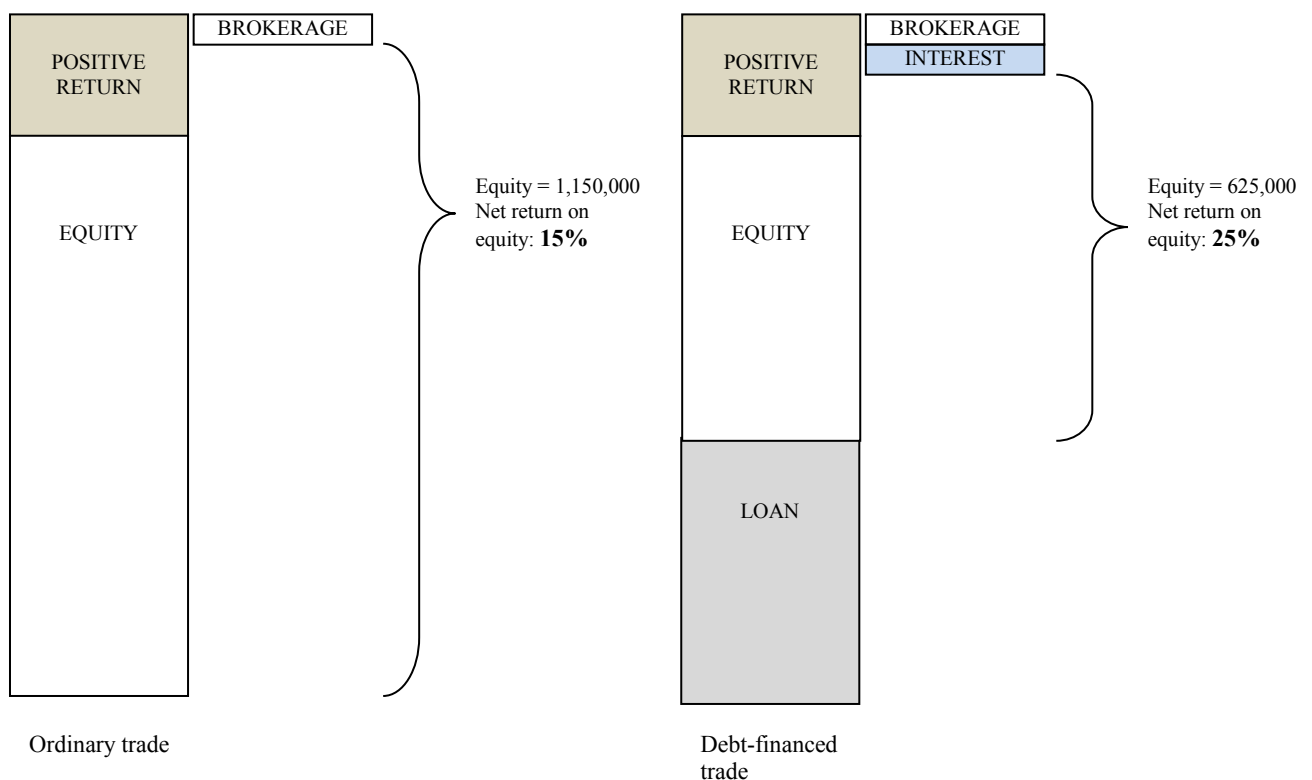 BROKERAGE
POSITIVE
RETURN
EQUITY
Equity = 1,150,000
Net return on
equity: 15%
Ordinary trade
BROKERAGE
INTEREST
POSITIVE
RETURN
EQUITY
Equity = 625,000
Net return on
equity: 25%
LOAN
Debt-financed
trade